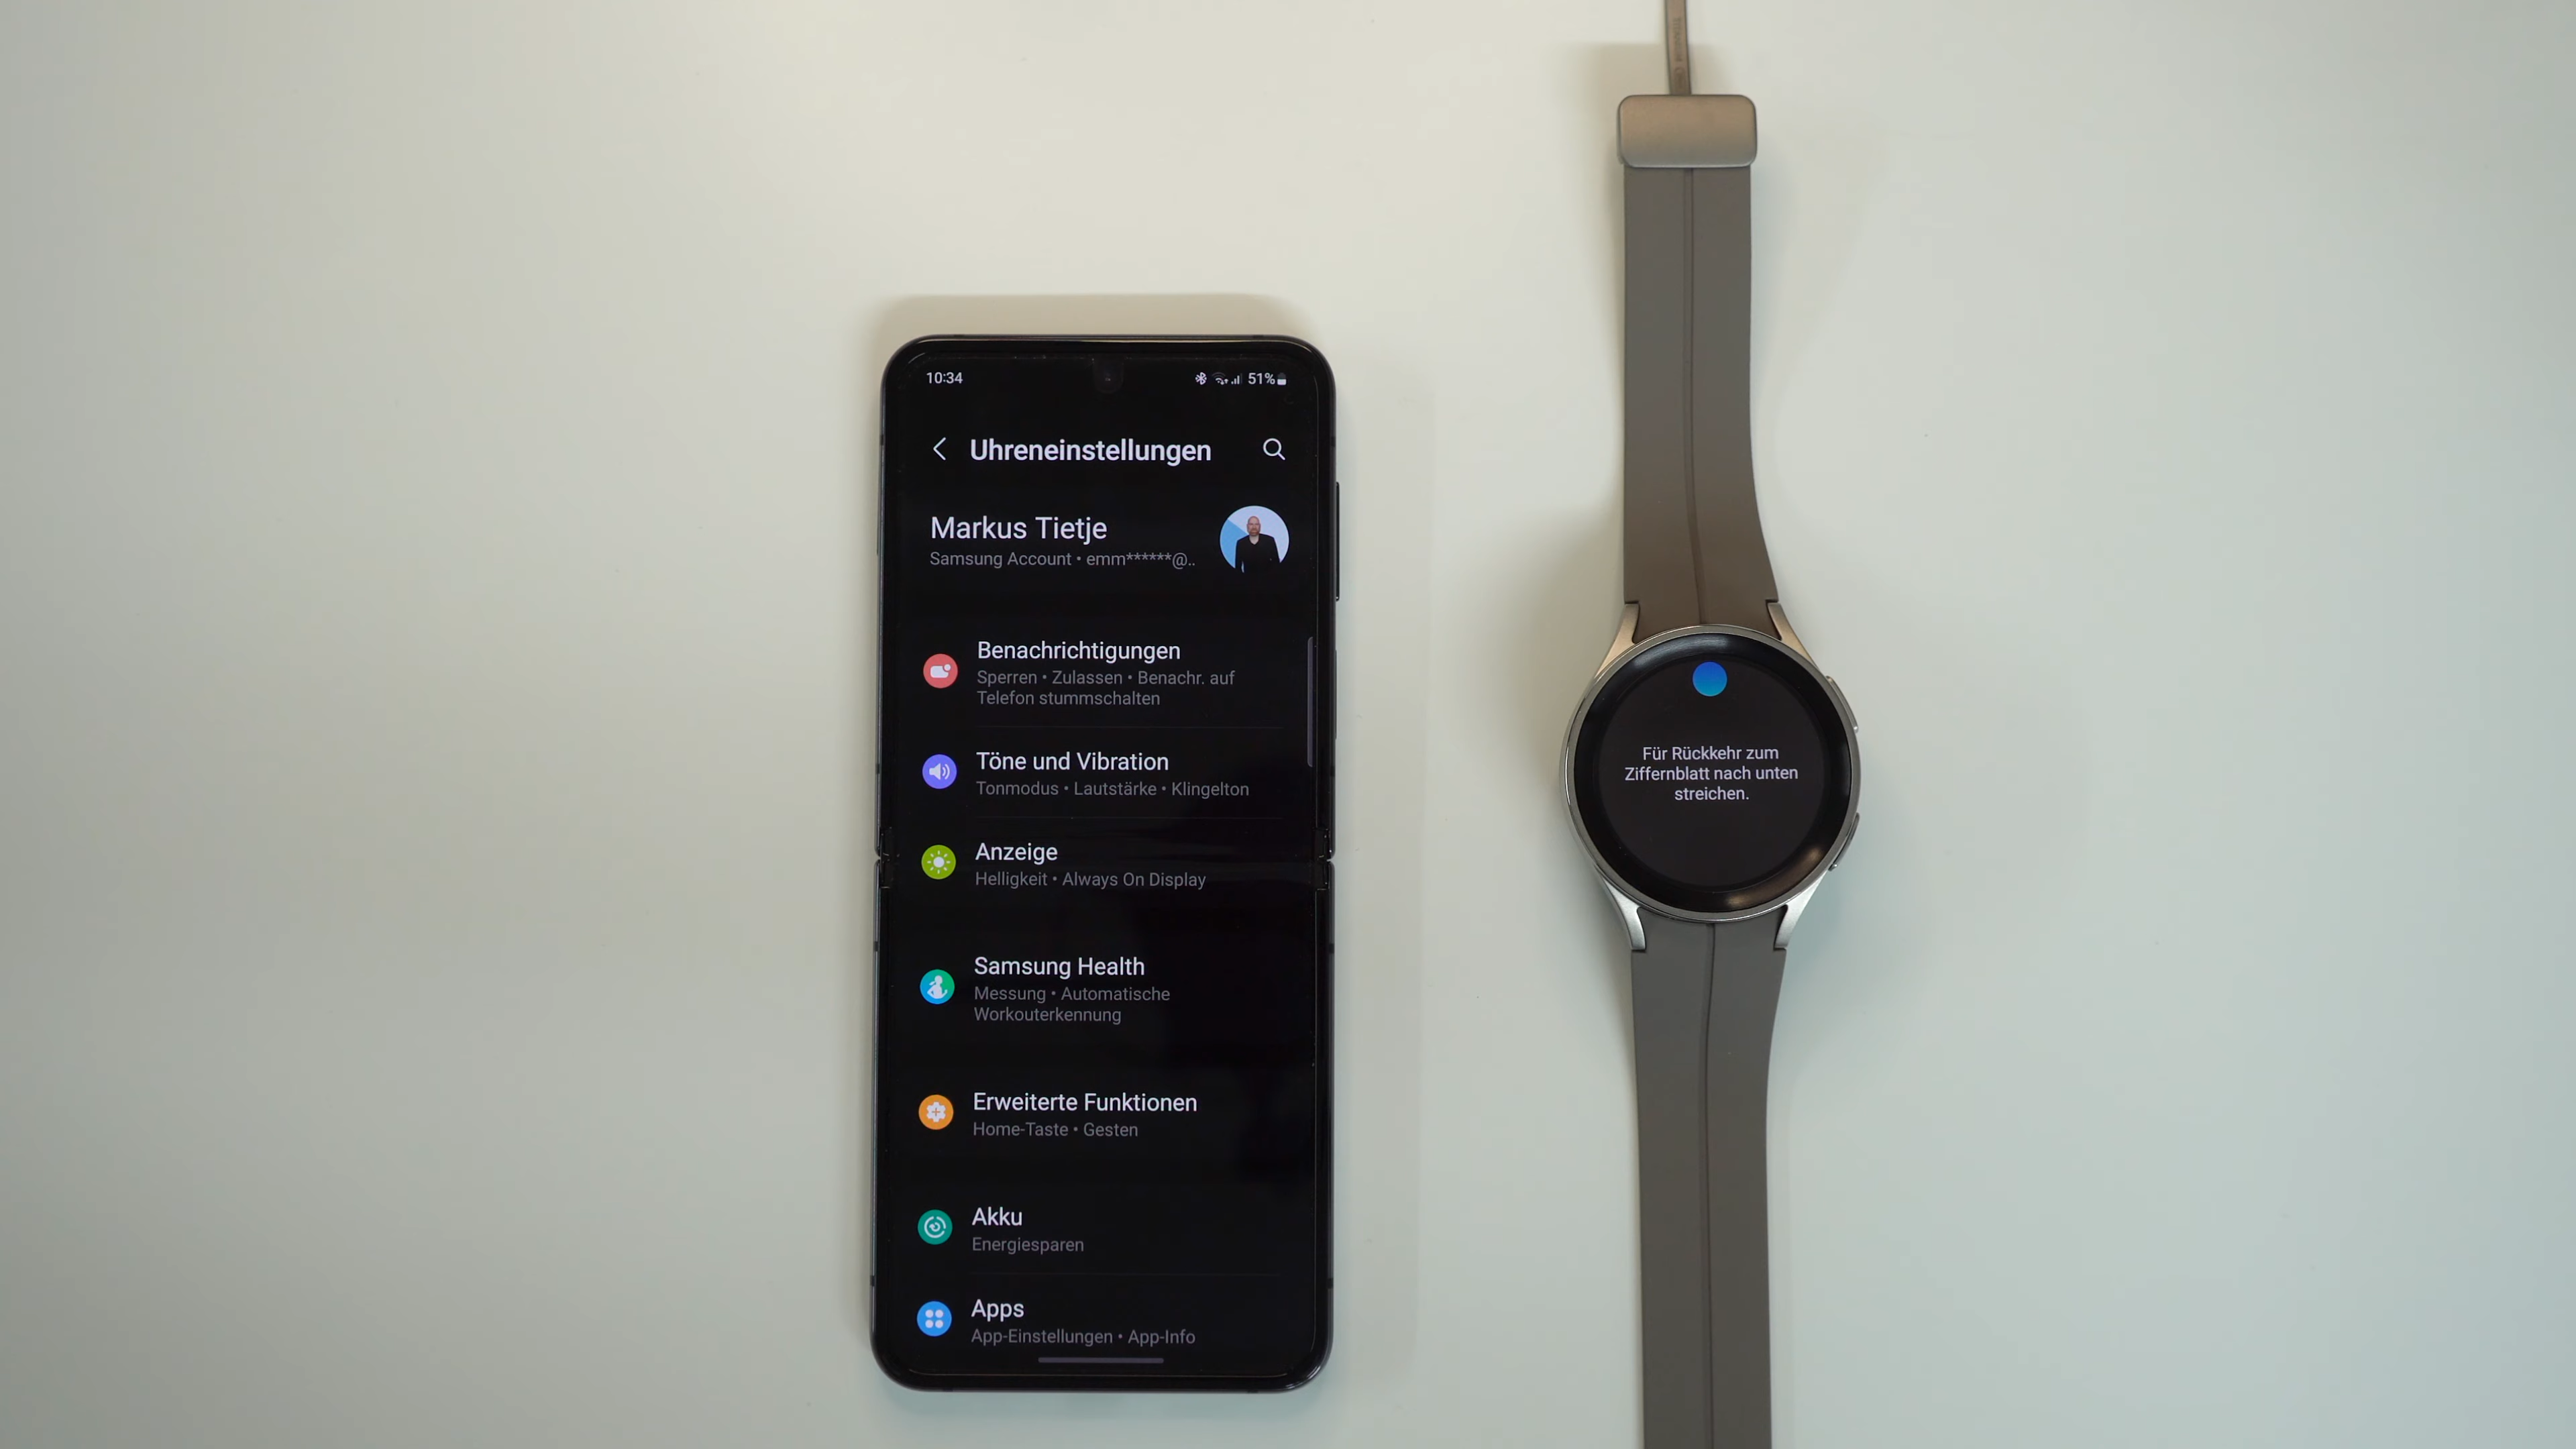 10:34
51%
Uhreneinstellungen
Markus Tietje
Samsung Account • emm******@..
Benachrichtigungen
Sperren • Zulassen • Benachr. auf
Telefon stummschalten
Töne und Vibration
Tonmodus • Lautstärke • Klingelton
Anzeige
Helligkeit • Always On Display
Samsung Health
Messung • Automatische
Workouterkennung
Erweiterte Funktionen
Home-Taste • Gesten
Akku
Energiesparen
Apps
App-Einstellungen • App-Info
Für Rückkehr zum
Ziffernblatt nach unten
streichen.